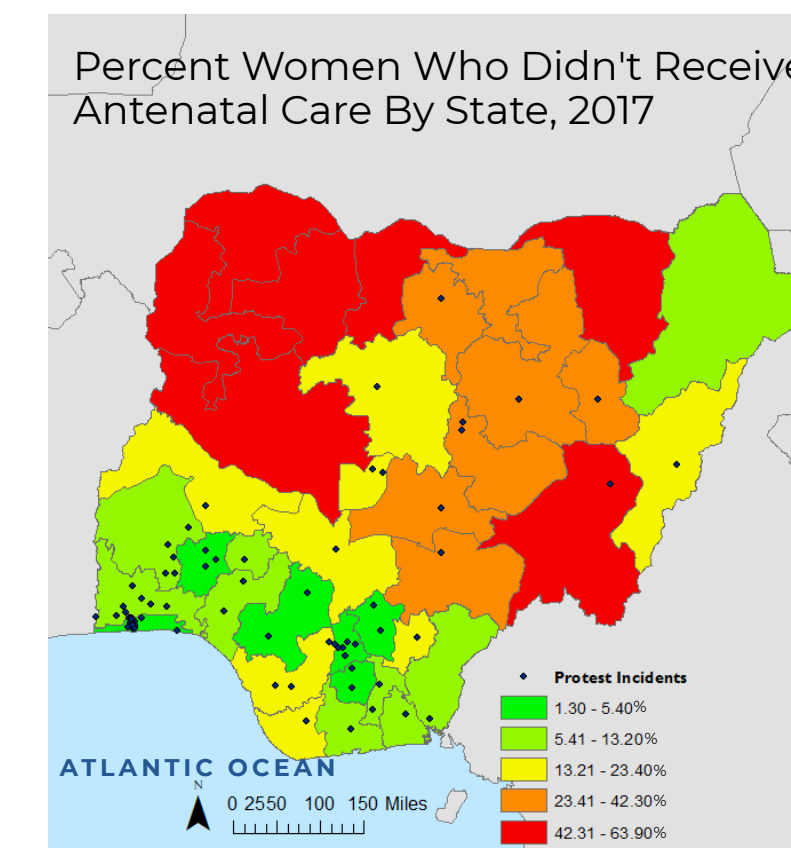 Percent Women Who Didn't Receive
Antenatal Care By State, 2017
Protest Incidents
1.30 - 5.40%
5.41 - 13.20%
13.21 - 23.40%
23.41 - 42.30%
42.31 - 63.90%
ATLANTIC OCEAN
N
0 2550 100 150 Miles